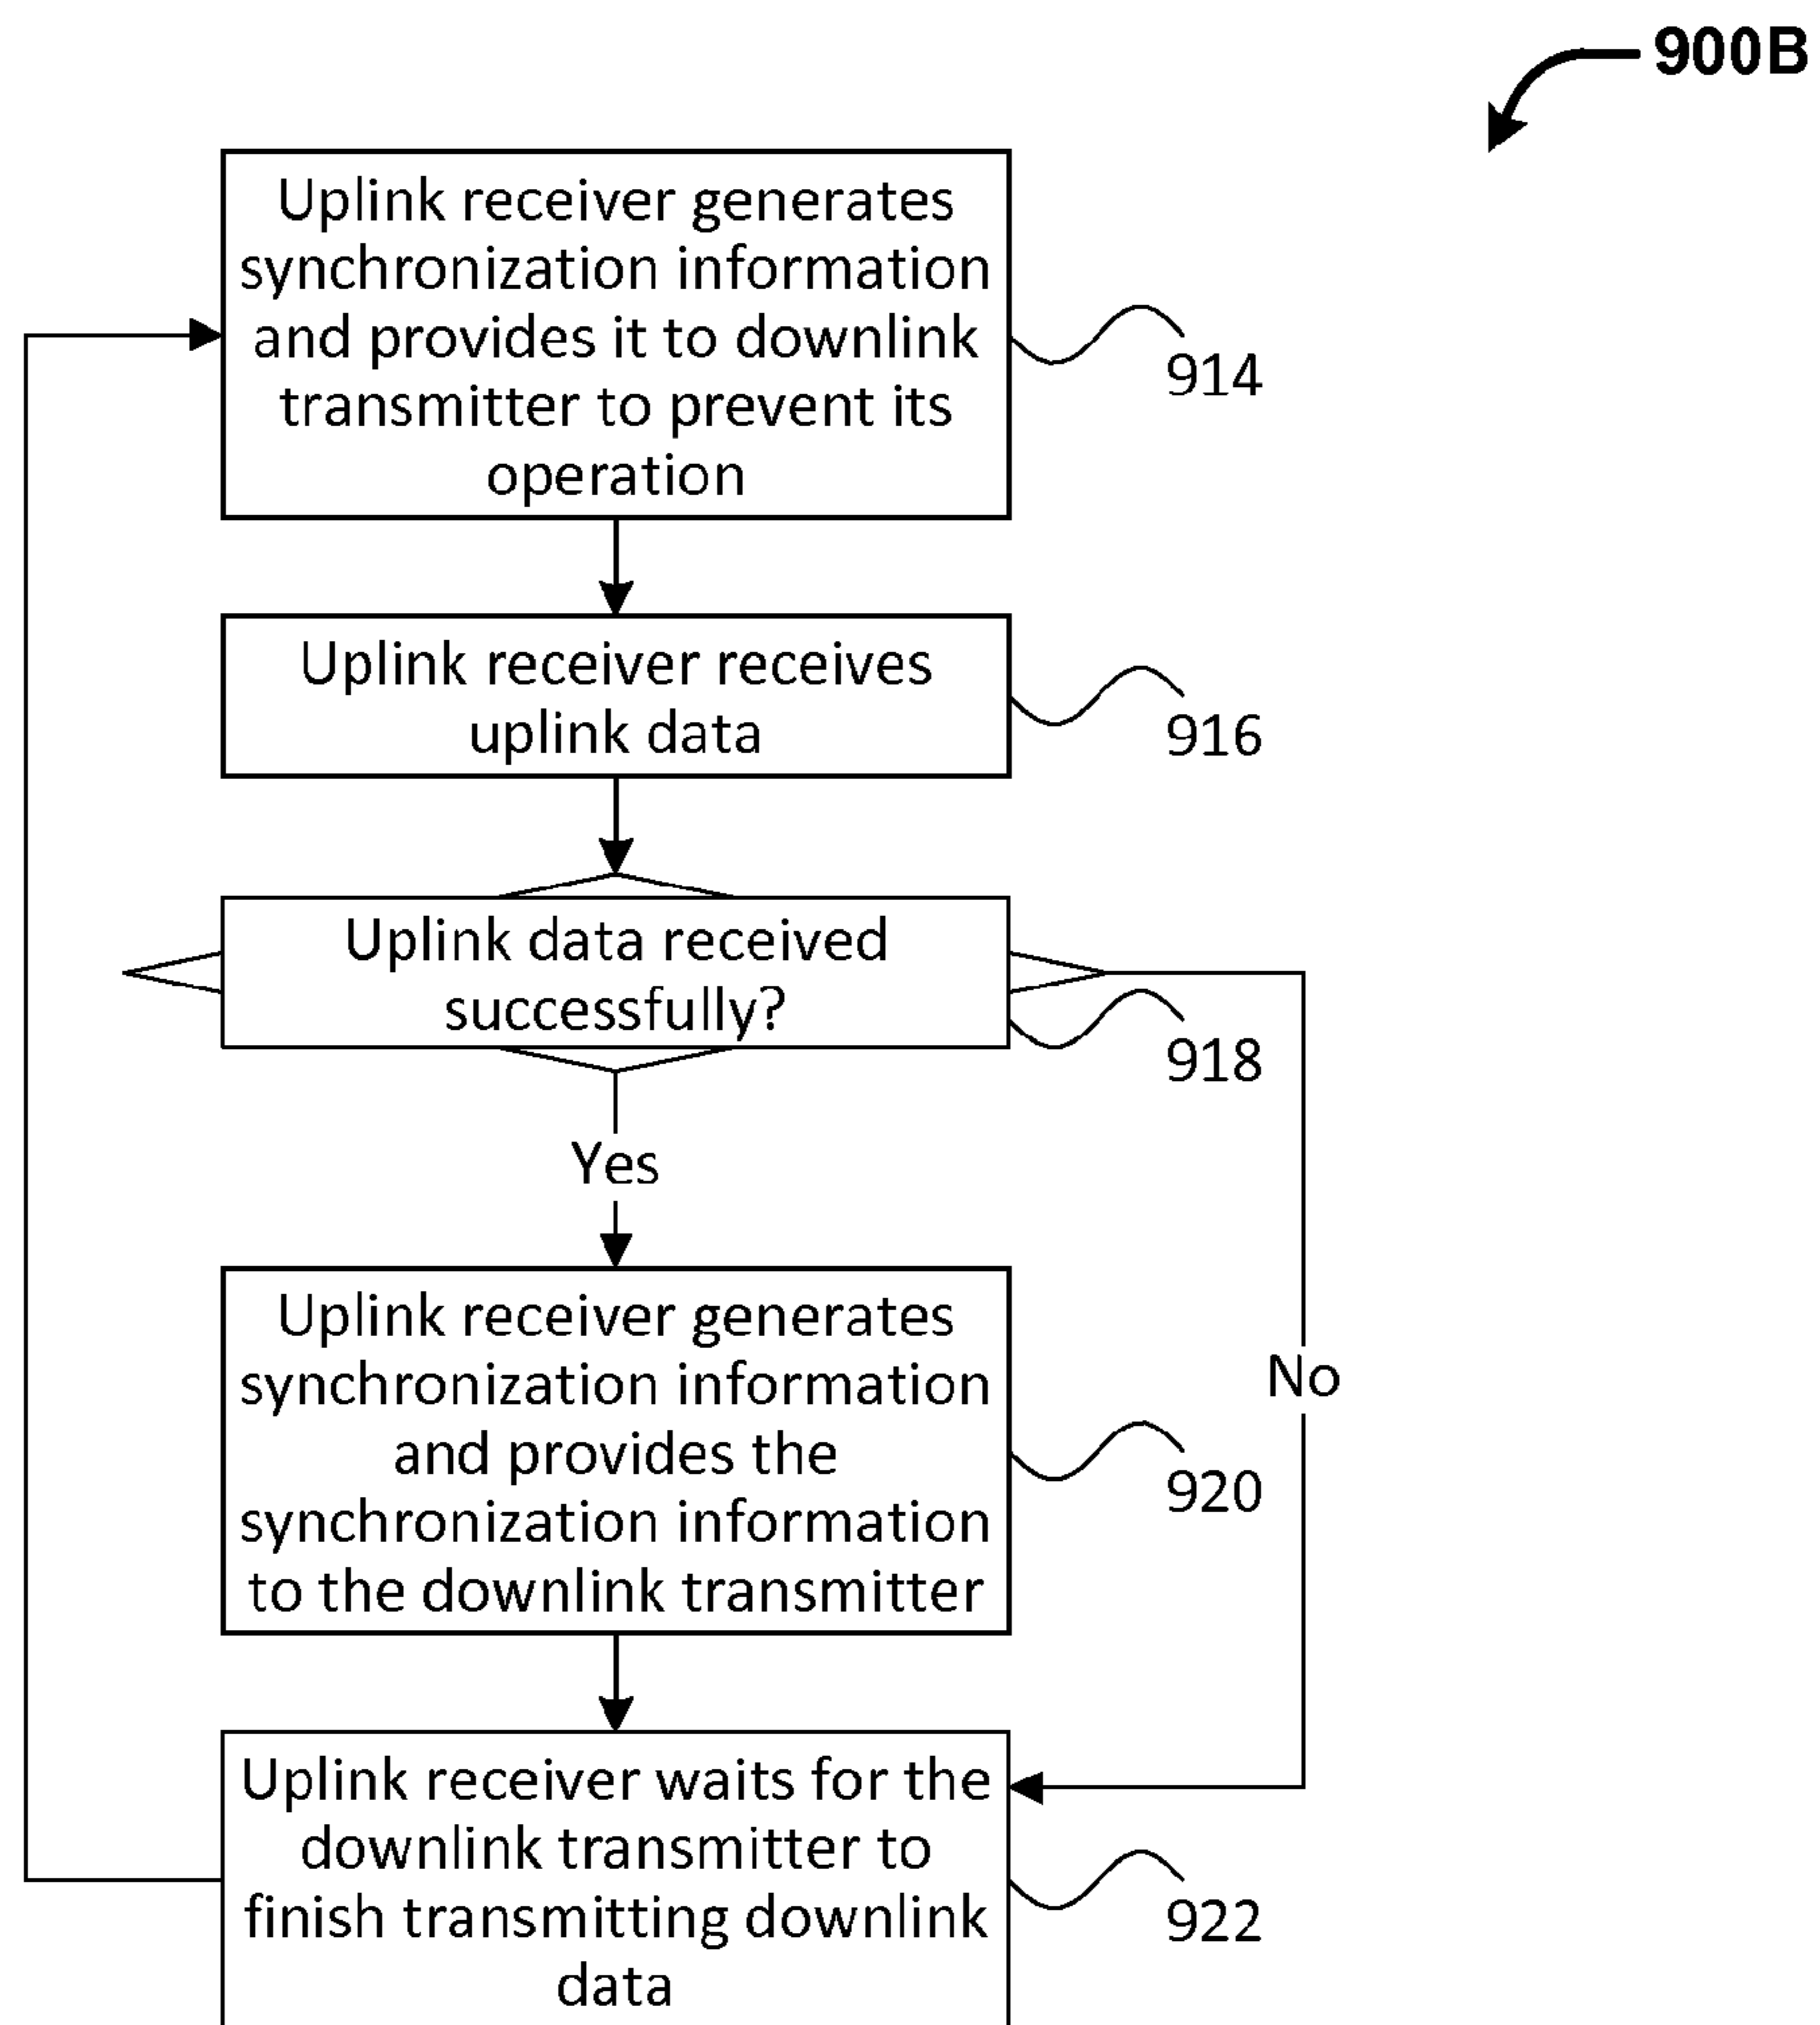 900B
Uplink receiver generates
synchronization information
and provides it to downlink
transmitter to prevent its
operation
914
Uplink receiver receives
uplink data
916
Uplink data received
successfully?
918
Yes
Uplink receiver generates
synchronization information
and provides the
synchronization information
to the downlink transmitter
920
No
Uplink receiver waits for the
downlink transmitter to
finish transmitting downlink
data
922